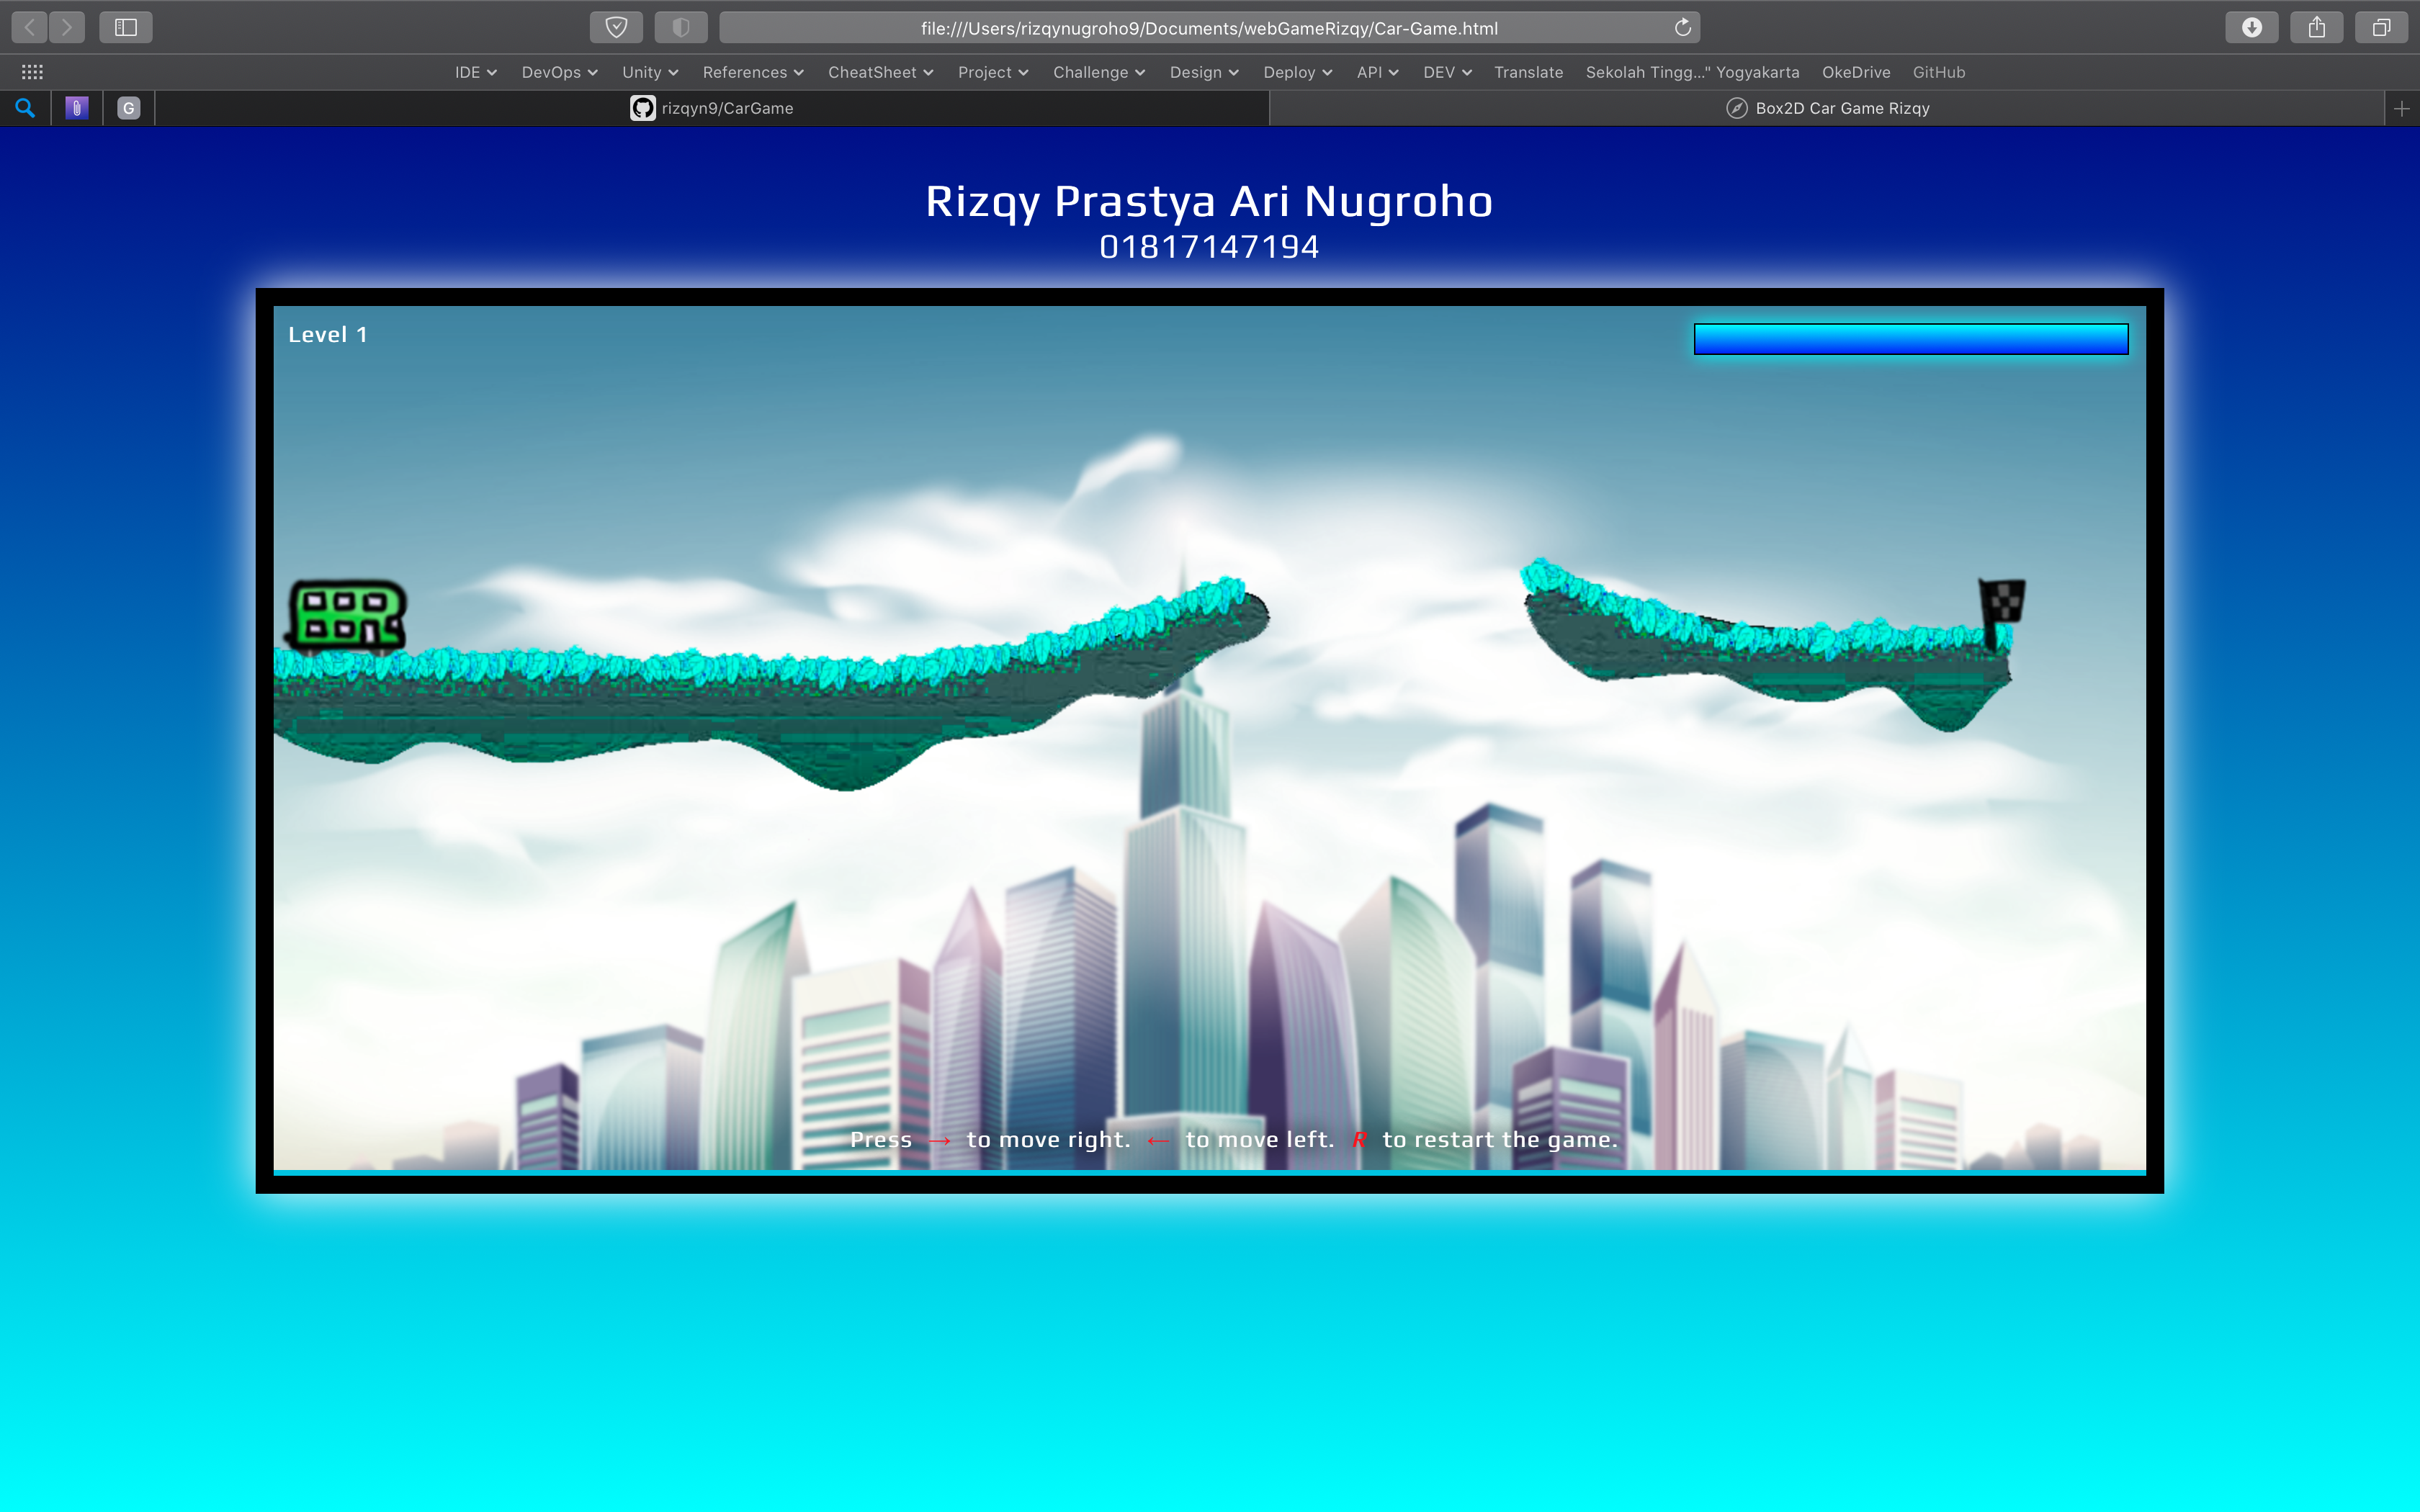 file:///Users/rizqynugroho9/Documents/webGameRizqy/Car-Game.html
IDE DevOps Unity References CheatSheet Project Challenge Design Deploy API DEV Translate Sekolah Tingg..." Yogyakarta OkeDrive GitHub
G rizqyn9/CarGame Box2D Car Game Rizqy
Rizqy Prastya Ari Nugroho
01817147194
Level 1
Press → to move right. ← to move left. R to restart the game.